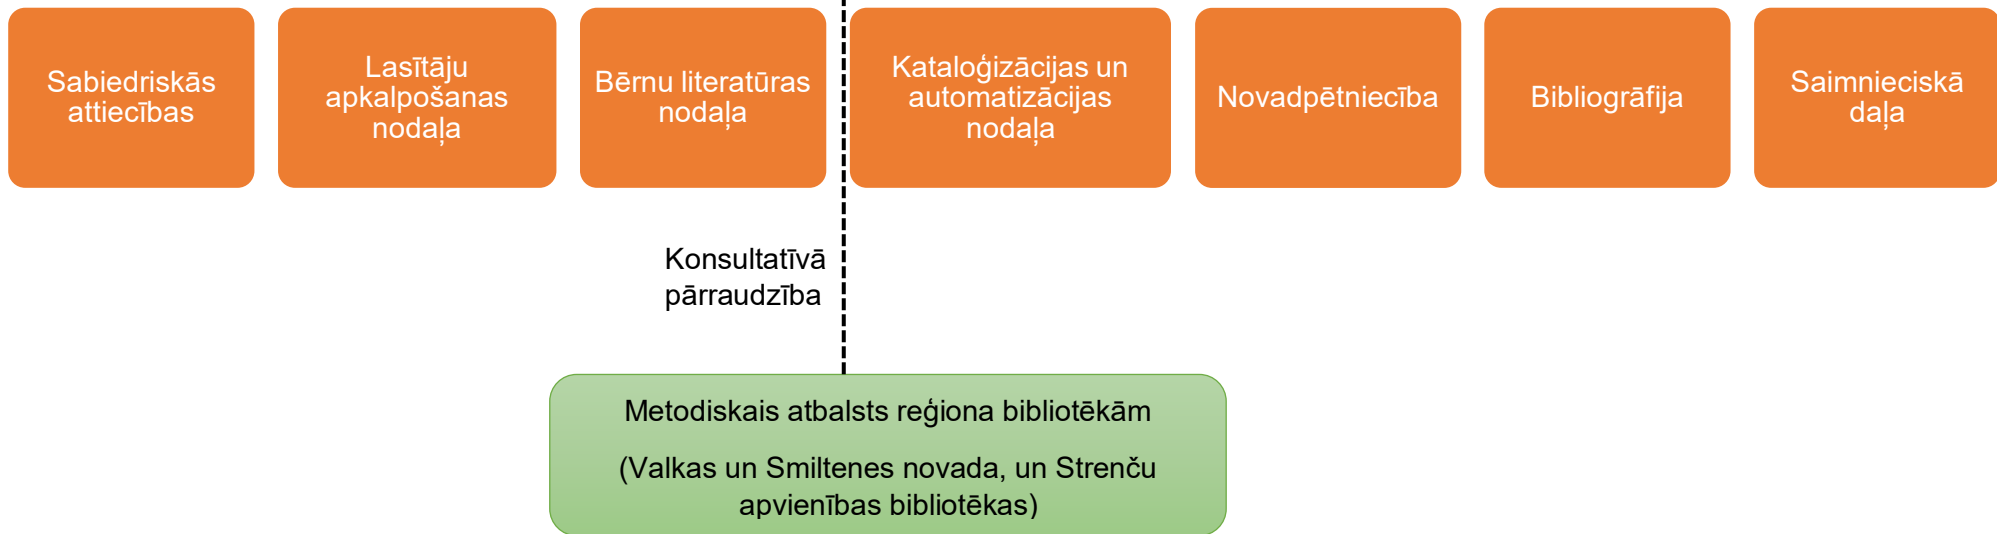 Sabiedriskās
attiecības
Lasītāju
apkalpošanas
nodaļa
Bērnu literatūras
nodaļa
Kataloģizācijas un
automatizācijas
nodaļa
Novadpētniecība
Bibliogrāfija
Saimnieciskā
daļa
Konsultatīvā
pārraudzība
Metodiskais atbalsts reģiona bibliotēkām
(Valkas un Smiltenes novada, un Strenču
apvienības bibliotēkas)